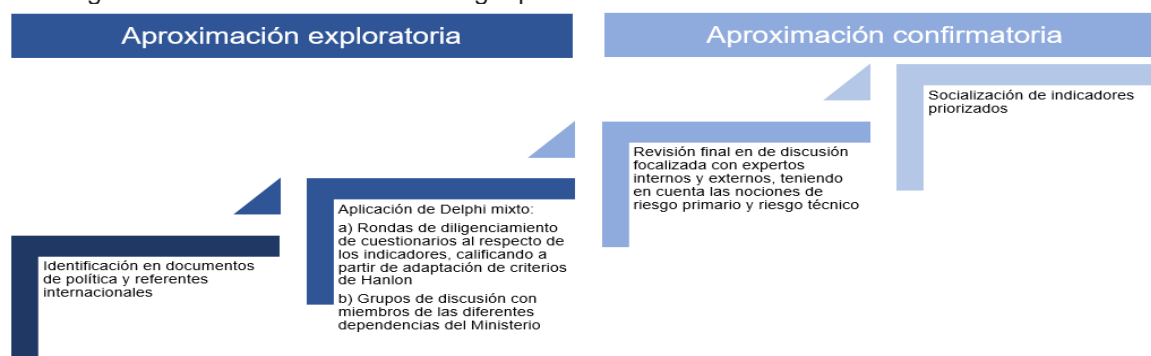 Aproximación exploratoria
Aproximación confirmatoria
Identificación en documentos
de política y referentes
internacionales
Aplicación de Delphi mixto:
a) Rondas de diligenciamiento
de cuestionarios al respecto de
los indicadores, calificando a
partir de adaptación de criterios
de Hanlon
b) Grupos de discusión con
miembros de las diferentes
dependencias del Ministerio
Revisión final en de discusión
focalizada con expertos
internos y externos, teniendo
en cuenta las nociones de
riesgo primario y riesgo técnico
Socialización de indicadores
priorizados